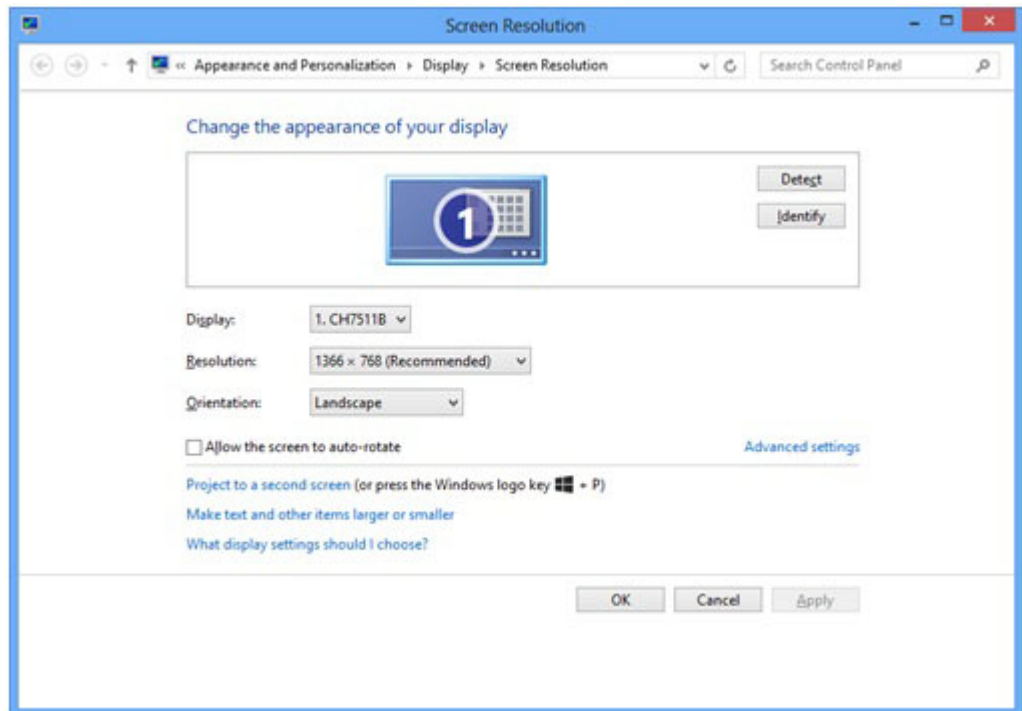 Screen Resolution
« Appearance and Personalization ▸ Display ▸ Screen Resolution
Search Control Panel
Change the appearance of your display
1
Detect
Identify
Display: 1. CH7511B
Resolution: 1366 × 768 (Recommended)
Orientation: Landscape
Allow the screen to auto-rotate
Advanced settings
Project to a second screen (or press the Windows logo key + P)
Make text and other items larger or smaller
What display settings should I choose?
OK Cancel Apply